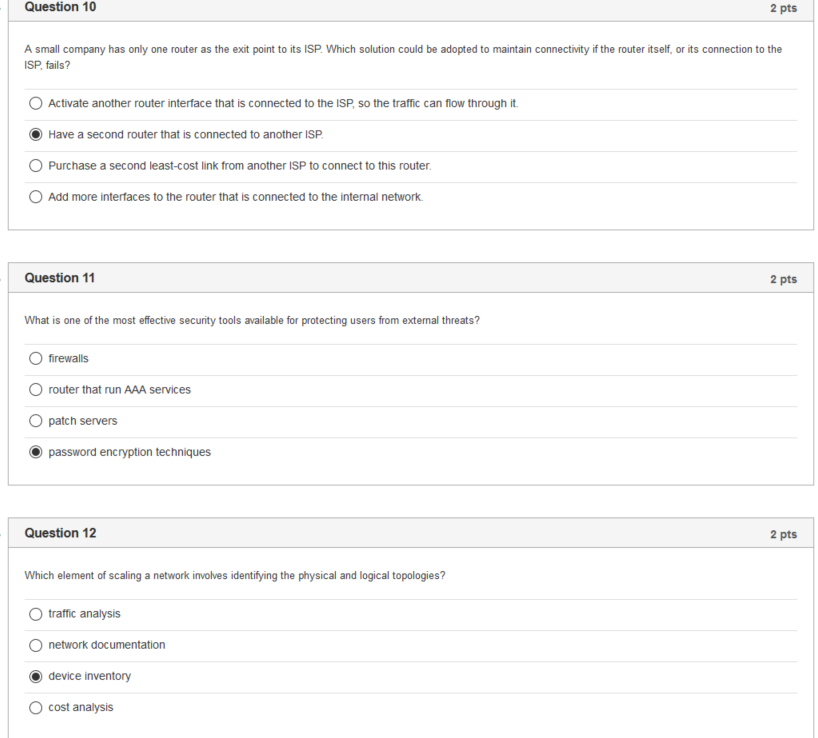 Question 10
2 pts
A small company has only one router as the exit point to its ISP. Which solution could be adopted to maintain connectivity if the router itself, or its connection to the
ISP, fails?
Activate another router interface that is connected to the ISP, so the traffic can flow through it.
Have a second router that is connected to another ISP.
Purchase a second least-cost link from another ISP to connect to this router.
Add more interfaces to the router that is connected to the internal network.
Question 11
2 pts
What is one of the most effective security tools available for protecting users from external threats?
firewalls
router that run AAA services
patch servers
password encryption techniques
Question 12
2 pts
Which element of scaling a network involves identifying the physical and logical topologies?
traffic analysis
network documentation
device inventory
cost analysis